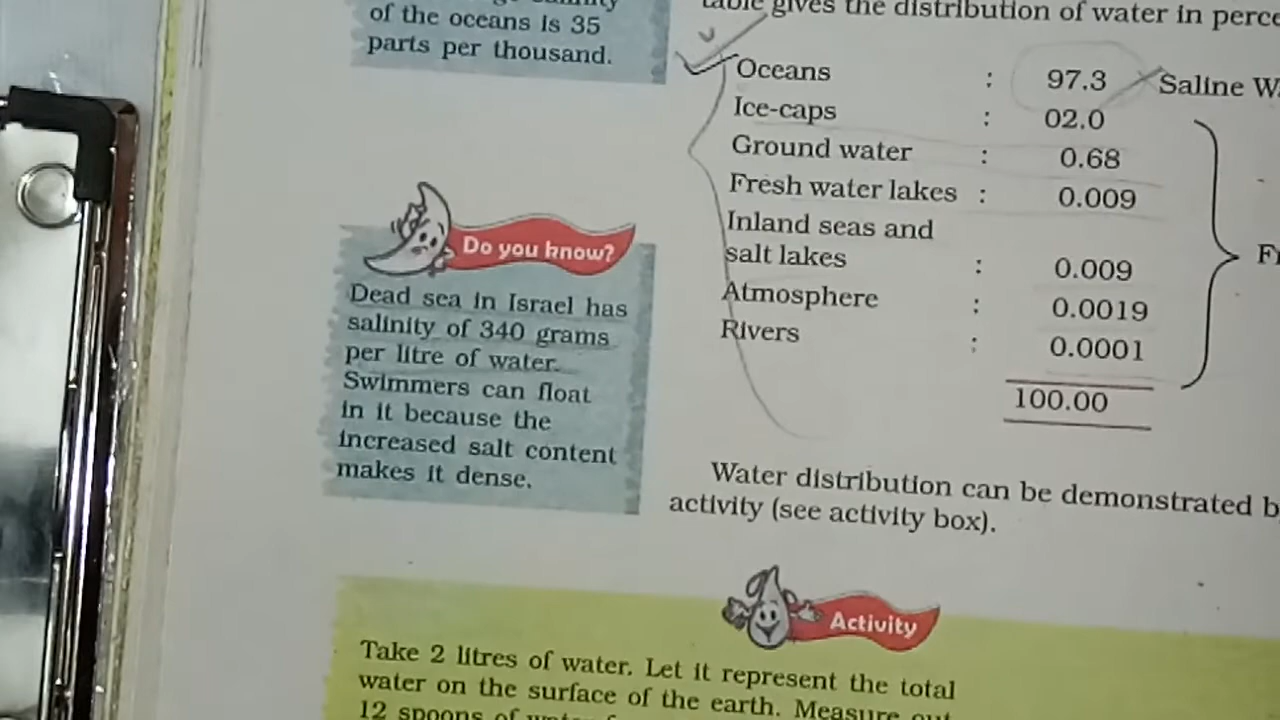 of the oceans is 35
parts per thousand.
table gives the distribution of water in
Oceans : 97.3 Saline
Ice-caps : 02.0
Ground water : 0.68
Fresh water lakes : 0.009
Inland seas and
salt lakes : 0.009
Atmosphere : 0.0019
Rivers : 0.0001
100.00
Do you know?
Dead sea in Israel has
salinity of 340 grams
per litre of water.
Swimmers can float
in it because the
increased salt content
makes it dense.
Water distribution can be demonstrated
activity (see activity box).
Activity
Take 2 litres of water. Let it represent the total
water on the surface of the earth. Measure out
12 spoons of water